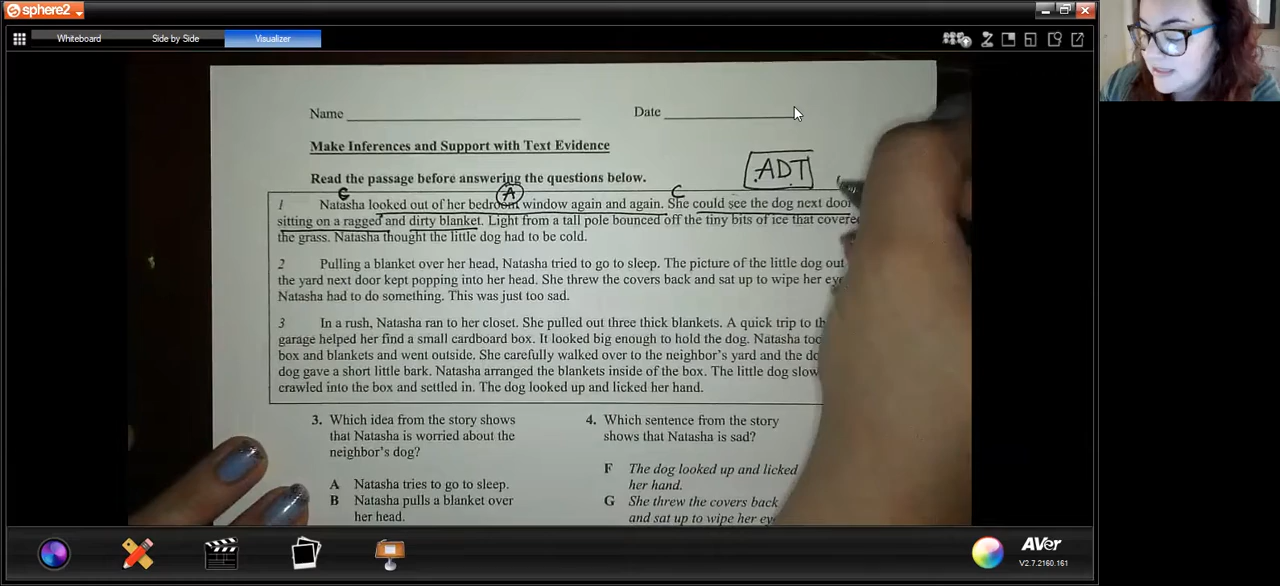 sphere2
Whiteboard
Side by Side
Visualizer
Name
Date
Make Inferences and Support with Text Evidence
ADT
Read the passage before answering the questions below.
A
C
1 Natasha looked out of her bedroom window again and again. She could see the dog next door
sitting on a ragged and dirty blanket. Light from a tall pole bounced off the tiny bits of ice that covered
the grass. Natasha thought the little dog had to be cold.
2 Pulling a blanket over her head, Natasha tried to go to sleep. The picture of the little dog out
the yard next door kept popping into her head. She threw the covers back and sat up to wipe her
Natasha had to do something. This was just too sad.
3 In a rush, Natasha ran to her closet. She pulled out three thick blankets. A quick trip to
garage helped her find a small cardboard box. It looked big enough to hold the dog. Natasha
box and blankets and went outside. She carefully walked over to the neighbor's yard and the
dog gave a short little bark. Natasha arranged the blankets inside of the box. The little dog
crawled into the box and settled in. The dog looked up and licked her hand.
3. Which idea from the story shows
that Natasha is worried about the
neighbor's dog?
A Natasha tries to go to sleep.
B Natasha pulls a blanket over
her head.
4. Which sentence from the story
shows that Natasha is sad?
F The dog looked up and licked
her hand.
G She threw the covers back
and sat up to wipe her
AVer
V2.7.2160.161